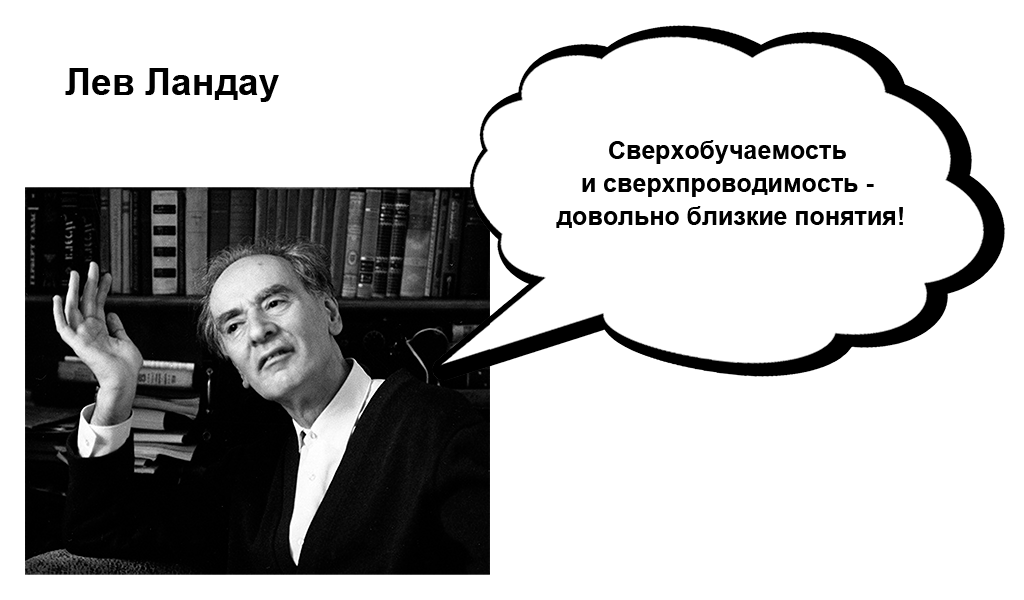 Лев Ландау
Сверхобучаемость
и сверхпроводимость -
довольно близкие понятия!